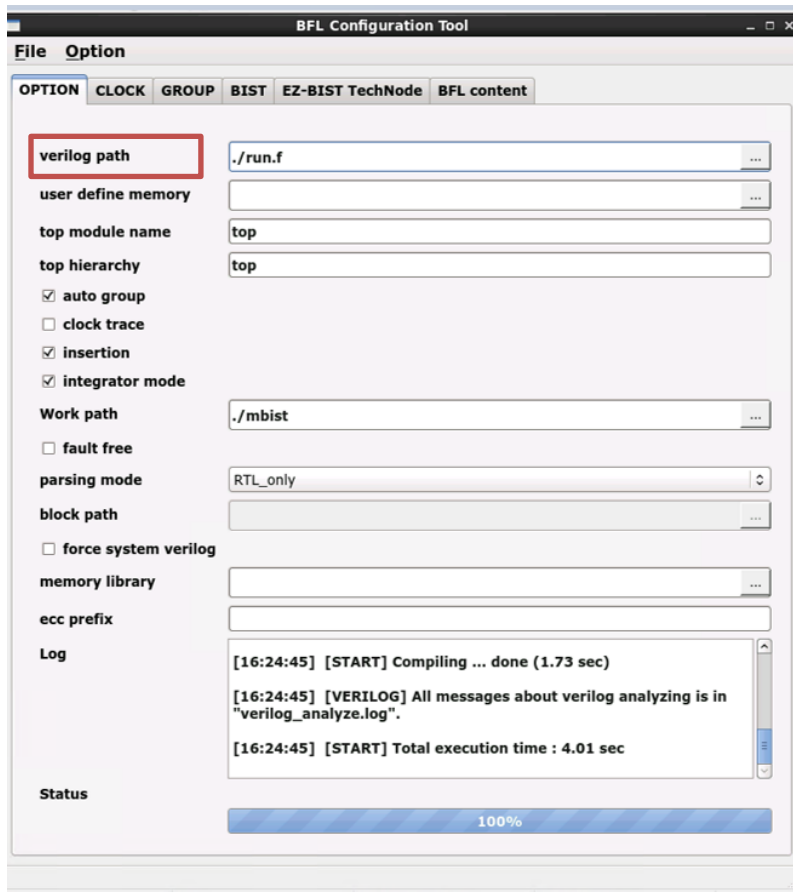 BFL Configuration Tool
File Option
OPTION CLOCK GROUP BIST EZ-BIST TechNode BFL content
verilog path ./run.f ...
user define memory ...
top module name top
top hierarchy top
auto group
clock trace
insertion
integrator mode
Work path ./mbist ...
fault free
parsing mode RTL_only
block path ...
force system verilog
memory library ...
ecc prefix
Log
[16:24:45] [START] Compiling ... done (1.73 sec)
[16:24:45] [VERILOG] All messages about verilog analyzing is in
"verilog_analyze.log".
[16:24:45] [START] Total execution time : 4.01 sec
Status
100%